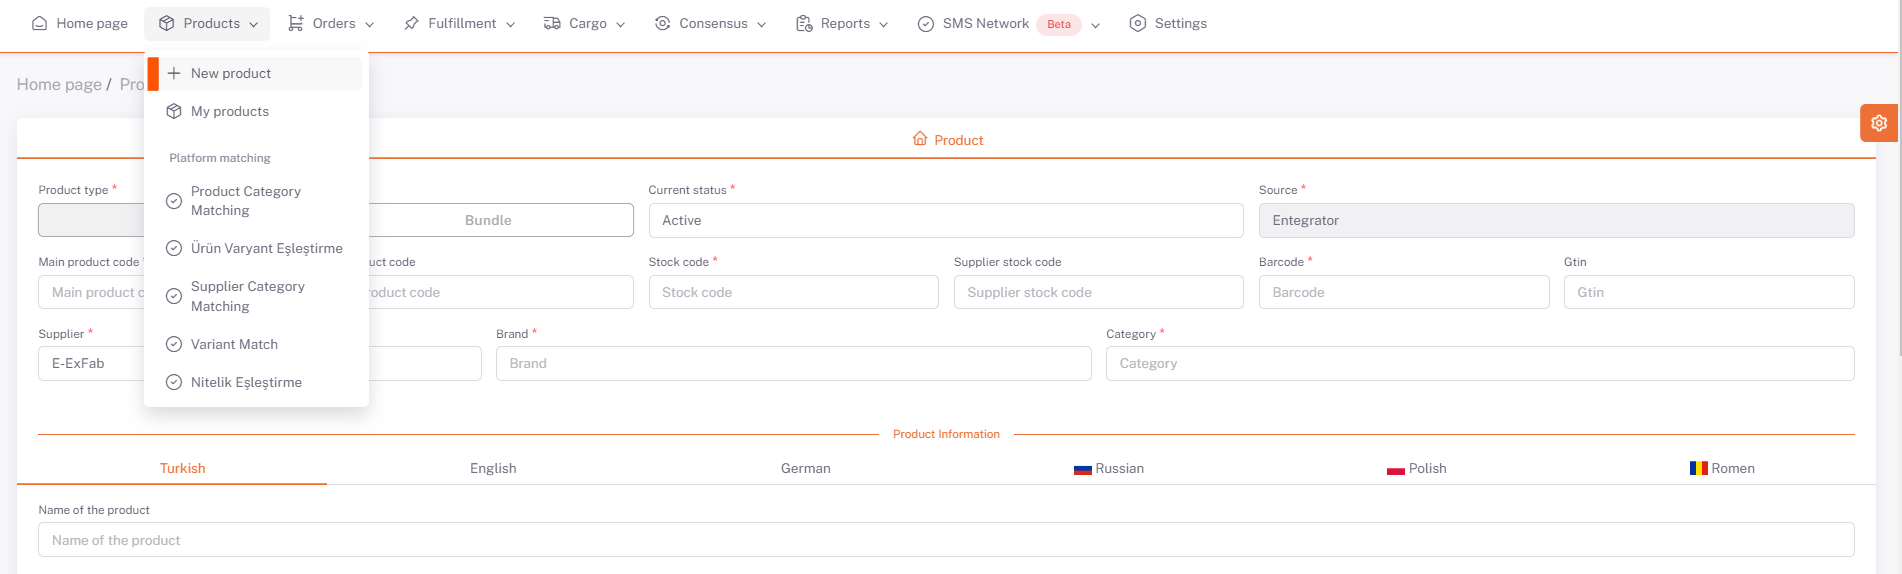 Home page Products Orders Fulfillment Cargo Consensus Reports SMS Network Beta Settings
New product
Home page /
My products
Product
Platform matching
Product type * Current status * Source *
Product Category
Matching
Bundle Active Entegrator
Ürün Varyant Eşleştirme
Main product code code Stock code * Supplier stock code Barcode * Gtin
Supplier Category
Matching
Main product code Stock code Supplier stock code Barcode Gtin
Supplier * Brand * Category *
Variant Match
E-ExFab Brand Category
Nitelik Eşleştirme
Product Information
Turkish English German Russian Polish Romen
Name of the product
Name of the product